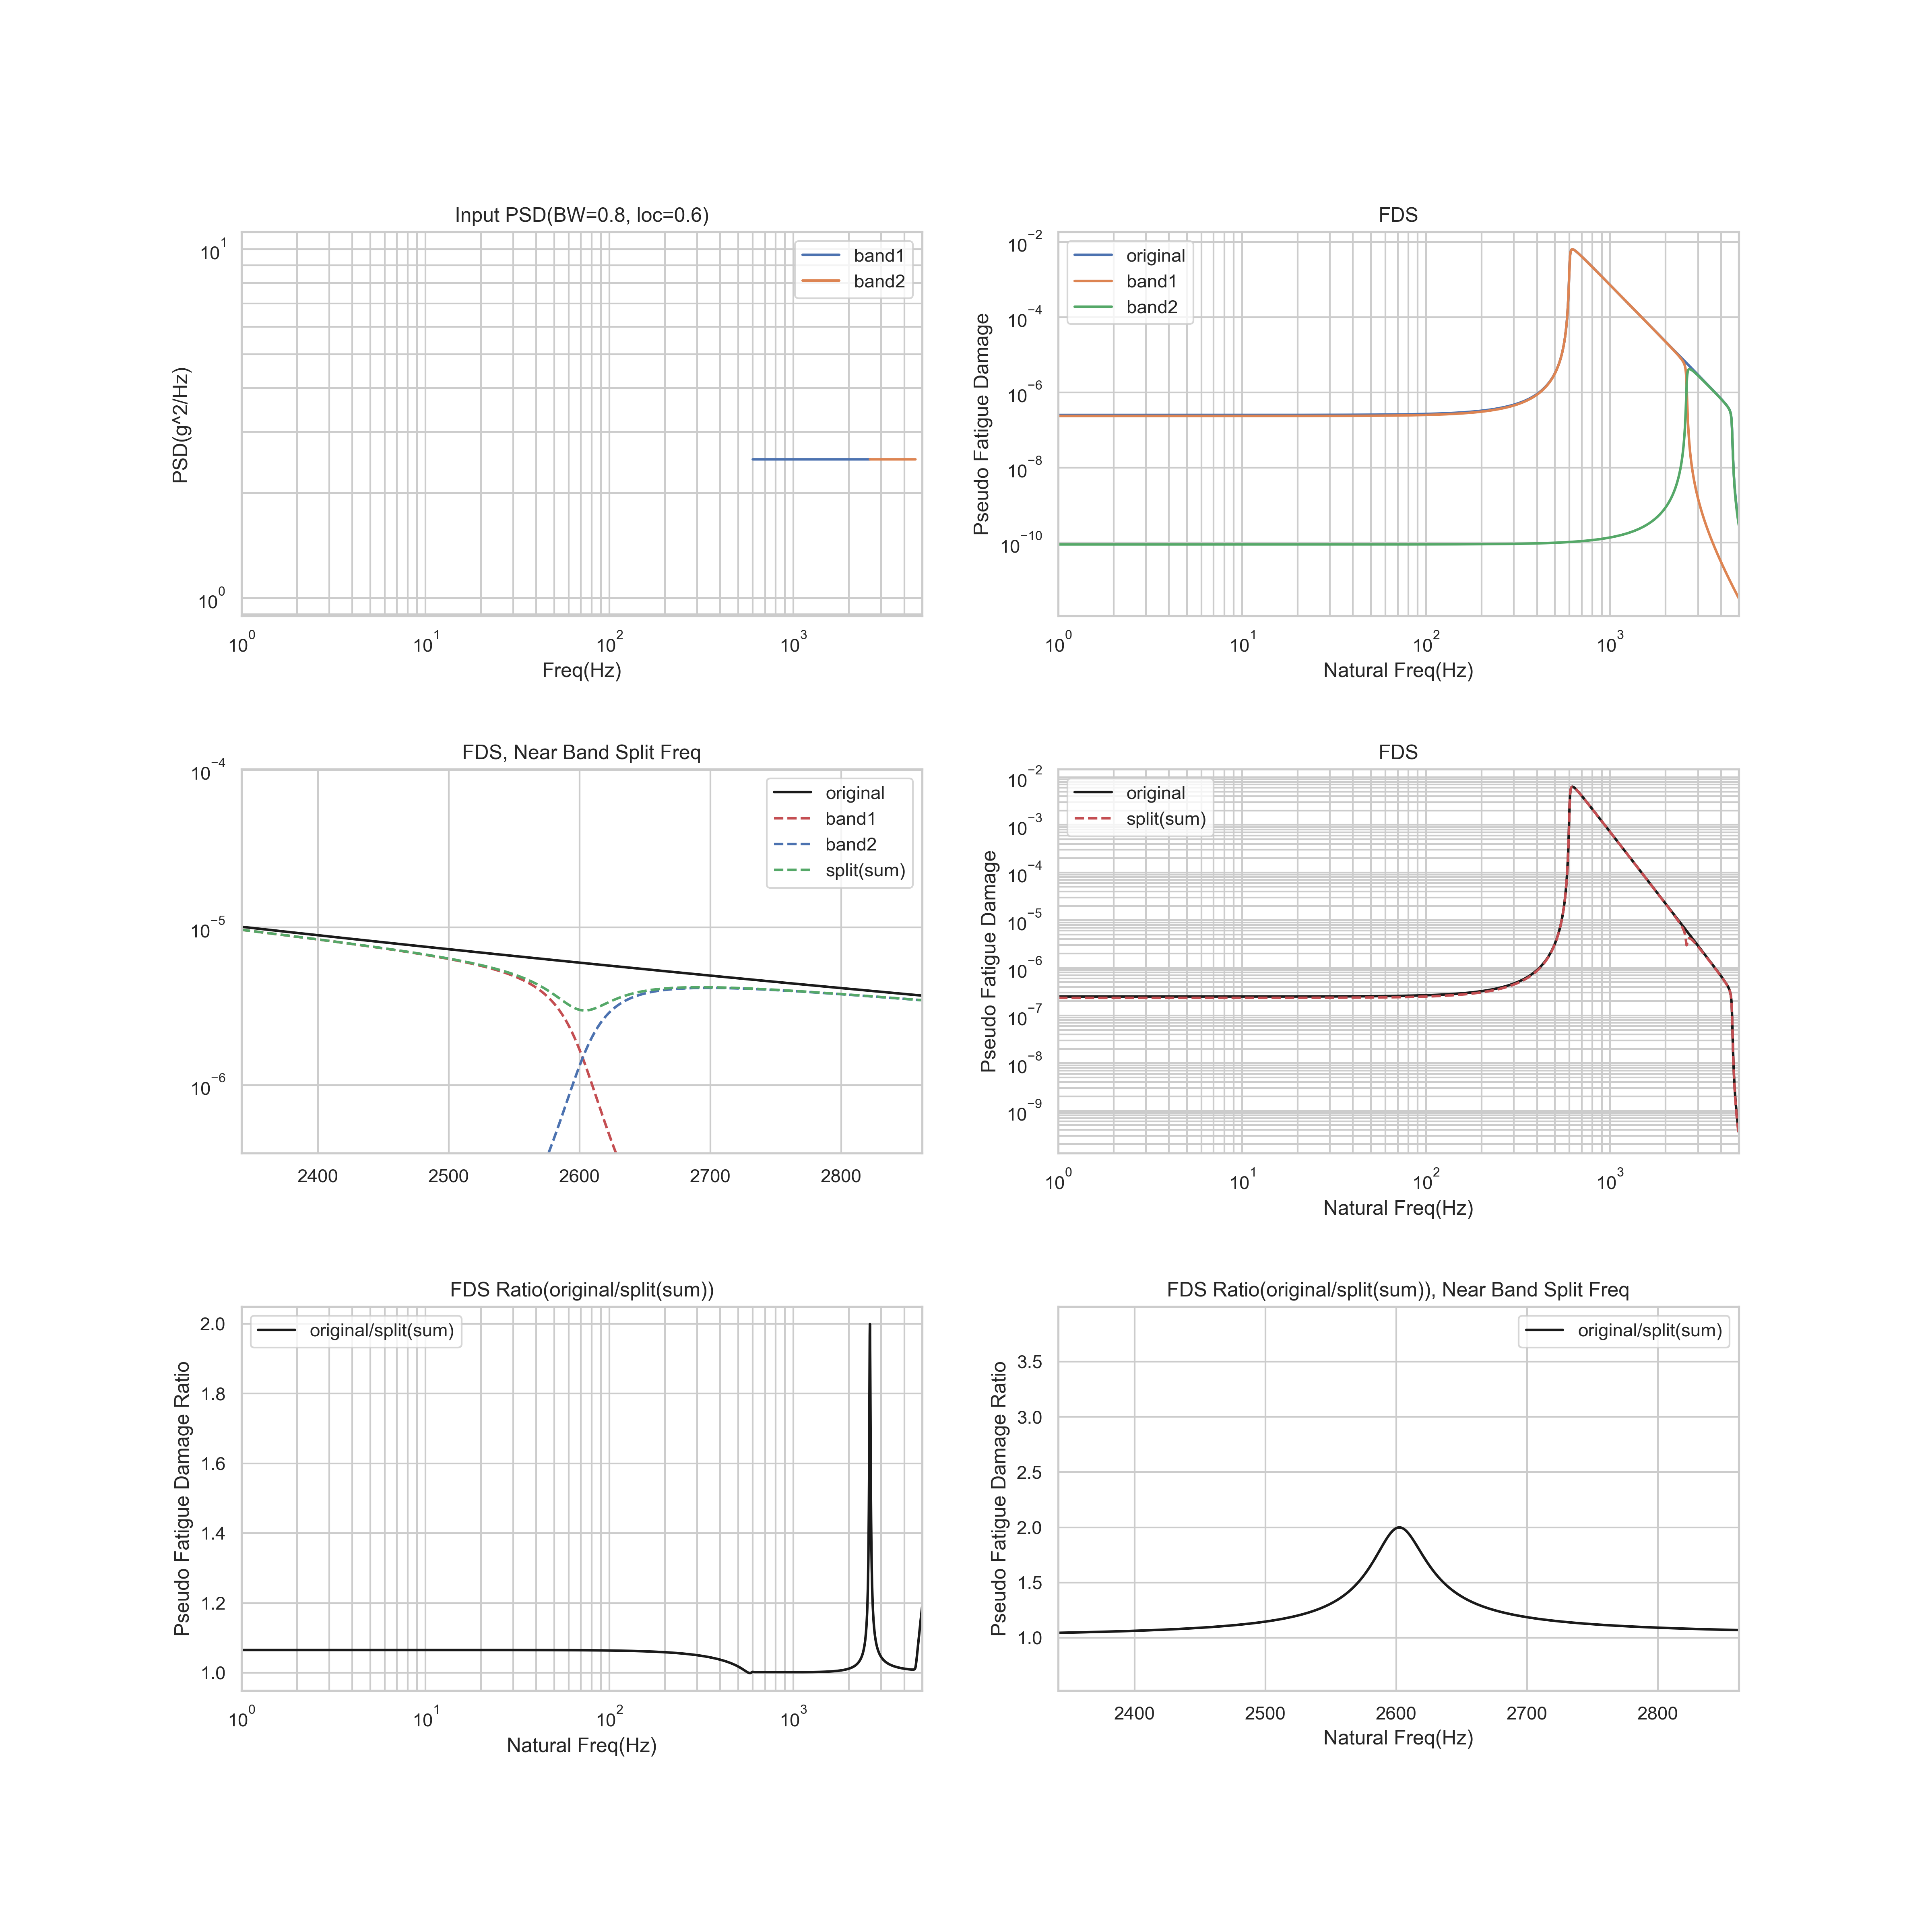 Input PSD(BW=0.8, loc=0.6)
PSD(g^2/Hz)
10^1
10^0
band1
band2
10^0 10^1 10^2 10^3
Freq(Hz)
FDS
Pseudo Fatigue Damage
10^−2
10^−4
10^−6
10^−8
10^−10
original
band1
band2
10^0 10^1 10^2 10^3
Natural Freq(Hz)
FDS, Near Band Split Freq
10^−4
10^−5
10^−6
original
band1
band2
split(sum)
2400 2500 2600 2700 2800
FDS
Pseudo Fatigue Damage
10^−2
10^−3
10^−4
10^−5
10^−6
10^−7
10^−8
10^−9
original
split(sum)
10^0 10^1 10^2 10^3
Natural Freq(Hz)
FDS Ratio(original/split(sum))
Pseudo Fatigue Damage Ratio
2.0
1.8
1.6
1.4
1.2
1.0
original/split(sum)
10^0 10^1 10^2 10^3
Natural Freq(Hz)
FDS Ratio(original/split(sum)), Near Band Split Freq
Pseudo Fatigue Damage Ratio
3.5
3.0
2.5
2.0
1.5
1.0
original/split(sum)
2400 2500 2600 2700 2800
Natural Freq(Hz)